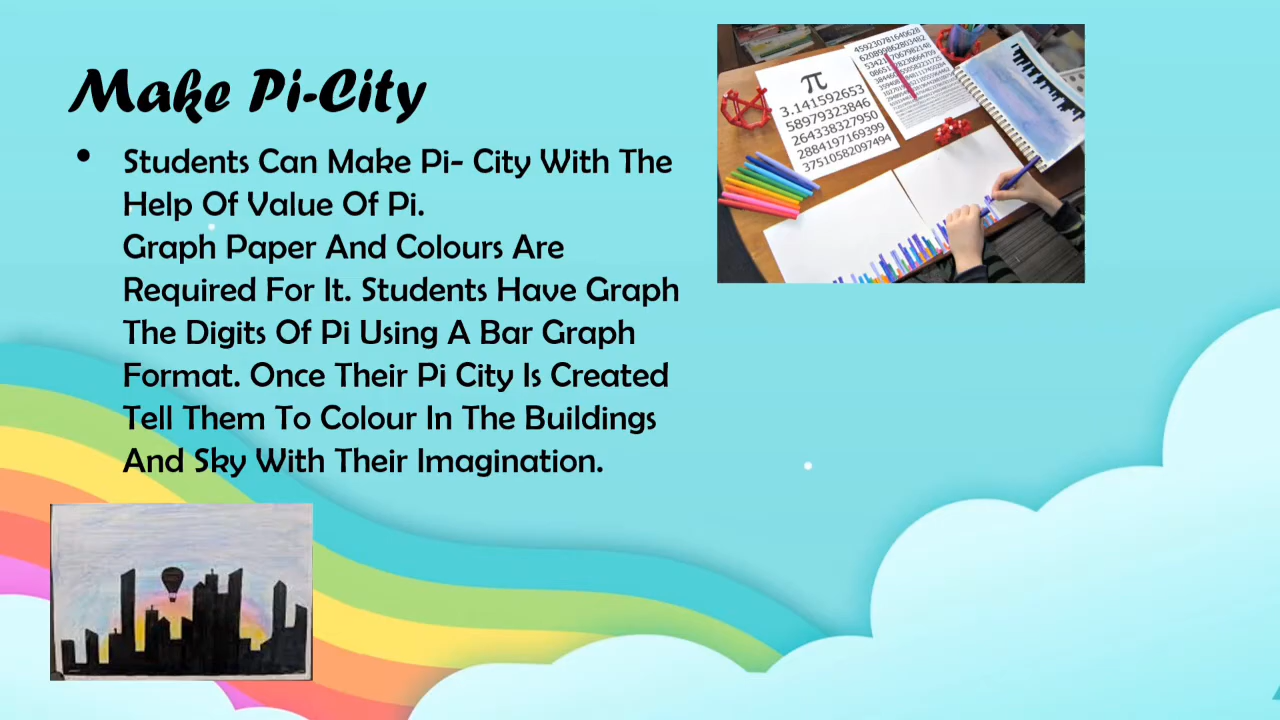 Make Pi-City
• Students Can Make Pi- City With The
Help Of Value Of Pi.
Graph Paper And Colours Are
Required For It. Students Have Graph
The Digits Of Pi Using A Bar Graph
Format. Once Their Pi City Is Created
Tell Them To Colour In The Buildings
And Sky With Their Imagination.
π
3.141592653
58979323846
264338327950
2884197169399
37510582097494